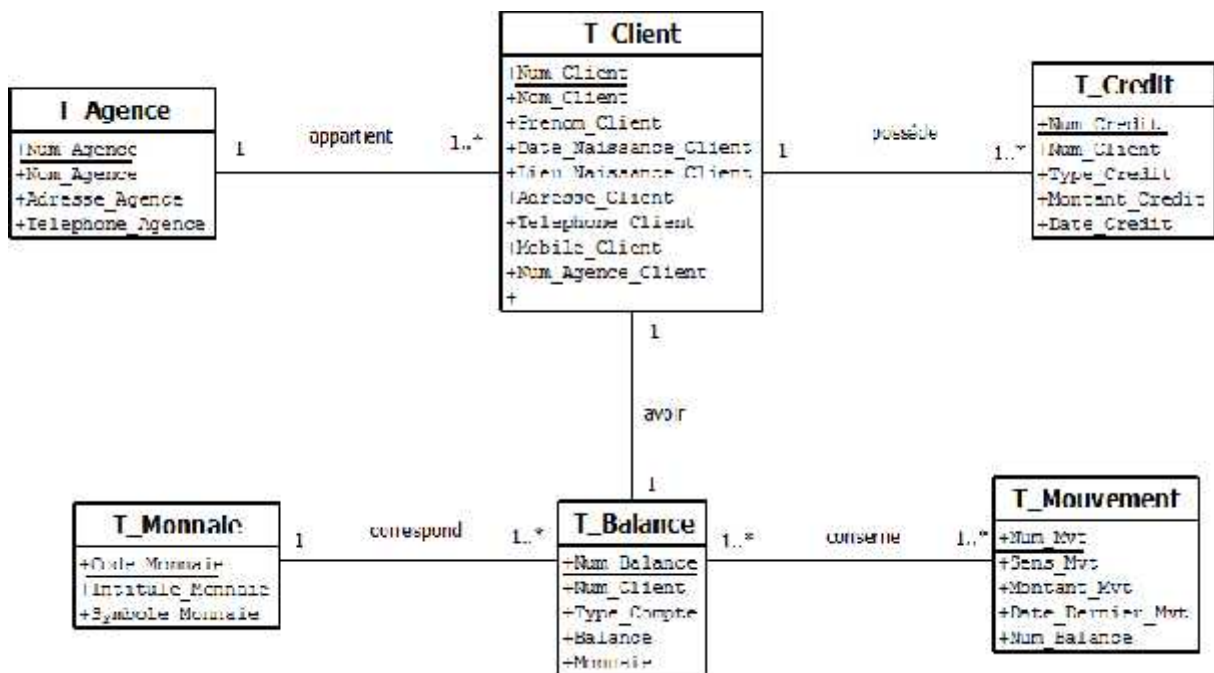 T_Client
+Num_Client
+Nom_Client
+Prenom_Client
+Date_Naissance_Client
+Lieu_Naissance_Client
+Adresse_Client
+Telephone_Client
+Mobile_Client
+Num_Agence_Client
+
T_Agence
+Num_Agence
+Nom_Agence
+Adresse_Agence
+Telephone_Agence
1 appartient 1..*
T_Credit
+Num_Credit
+Num_Client
+Type_Credit
+Montant_Credit
+Date_Credit
1 possède 1..*
1
avoir
1
T_Monnaie
+Code_Monnaie
+Intitule_Monnaie
+Symbole_Monnaie
1 correspond 1..*
T_Balance
+Num_Balance
+Num_Client
+Type_Compte
+Balance
+Monnaie
1..* conserne 1..*
T_Mouvement
+Num_Mvt
+Sens_Mvt
+Montant_Mvt
+Date_Dernier_Mvt
+Num_Balance